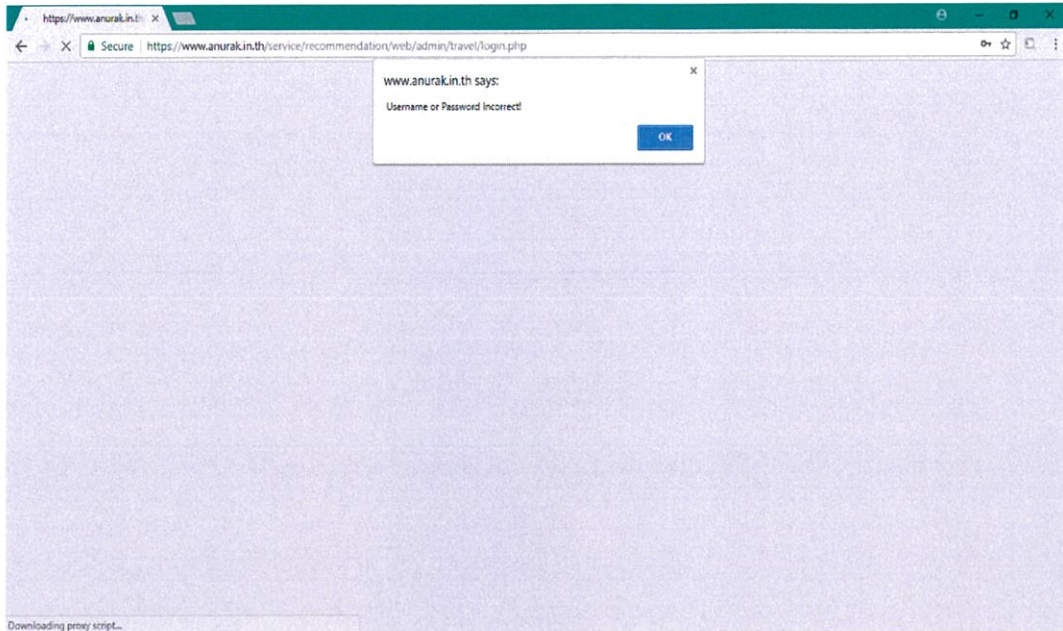 https://www.anurak.in.th
Secure https://www.anurak.in.th/service/recommendation/web/admin/travel/login.php
www.anurak.in.th says:
Username or Password Incorrect!
OK
Downloading proxy script...